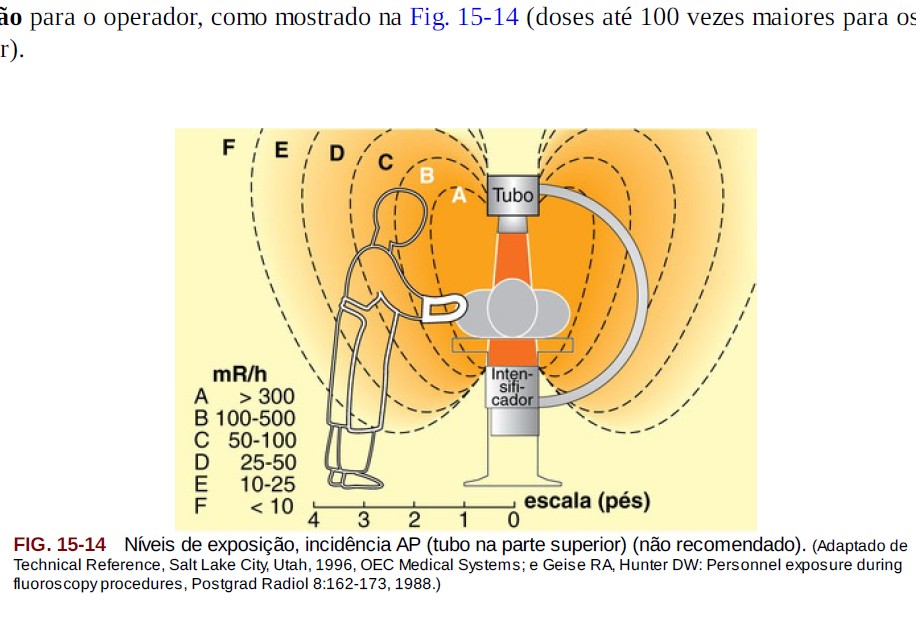 ão para o operador, como mostrado na Fig. 15-14 (doses até 100 vezes maiores para os
r).
F E D C B A
Tubo
Inten-
sifi-
cador
mR/h
A > 300
B 100-500
C 50-100
D 25-50
E 10-25
F < 10
escala (pés)
4 3 2 1 0
FIG. 15-14 Níveis de exposição, incidência AP (tubo na parte superior) (não recomendado). (Adaptado de
Technical Reference, Salt Lake City, Utah, 1996, OEC Medical Systems; e Geise RA, Hunter DW: Personnel exposure during
fluoroscopy procedures, Postgrad Radiol 8:162-173, 1988.)